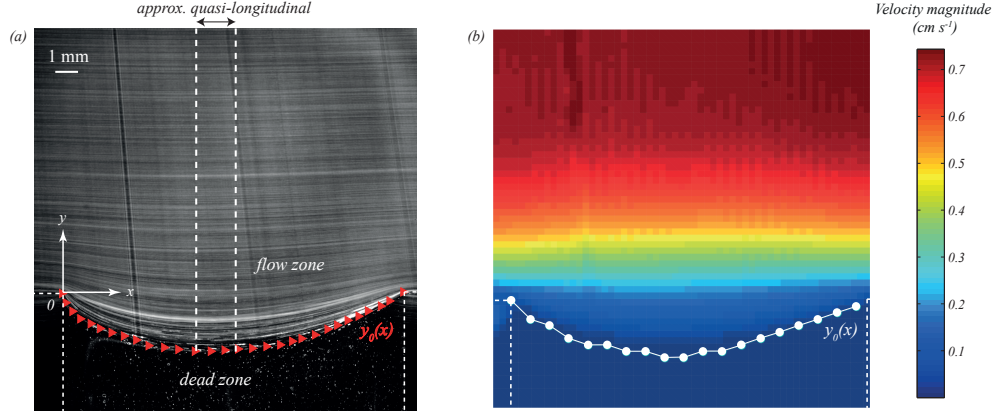 approx. quasi-longitudinal
(a)
1 mm
y
x
0
flow zone
y₀(x)
dead zone
(b)
y₀(x)
Velocity magnitude
(cm s⁻¹)
0.7
0.6
0.5
0.4
0.3
0.2
0.1